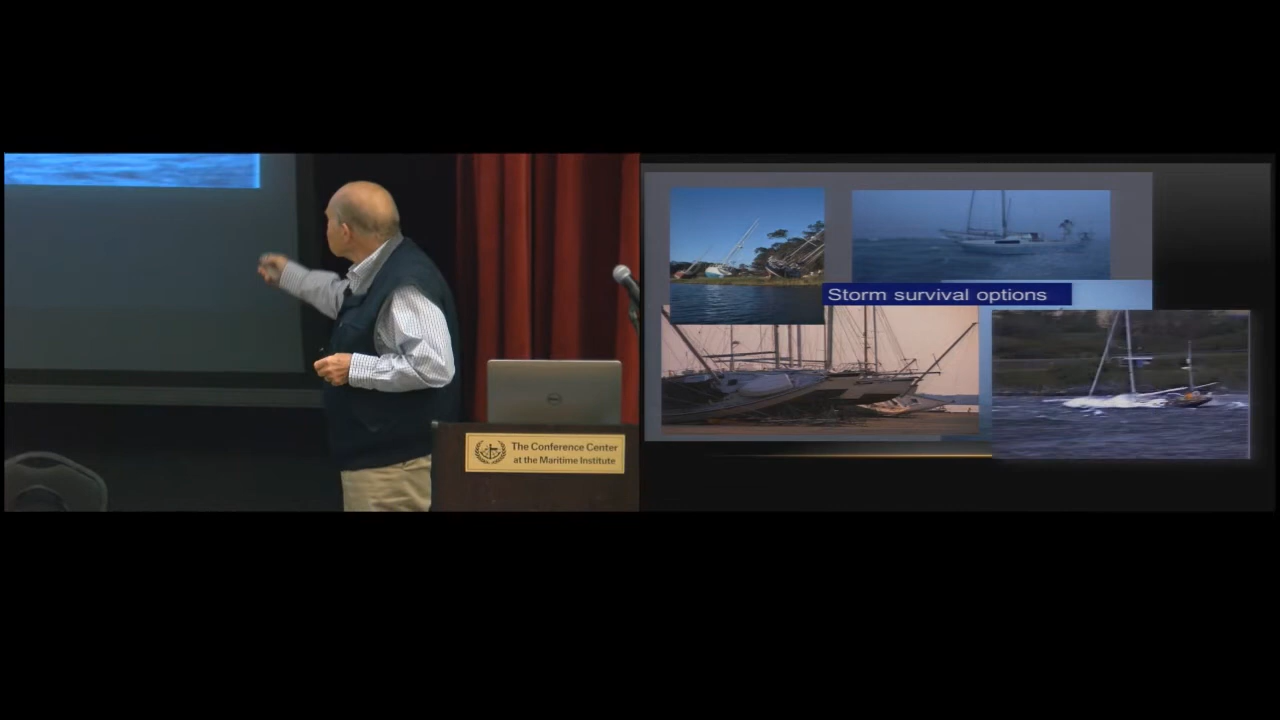 The Conference Center
at the Maritime Institute
Storm survival options